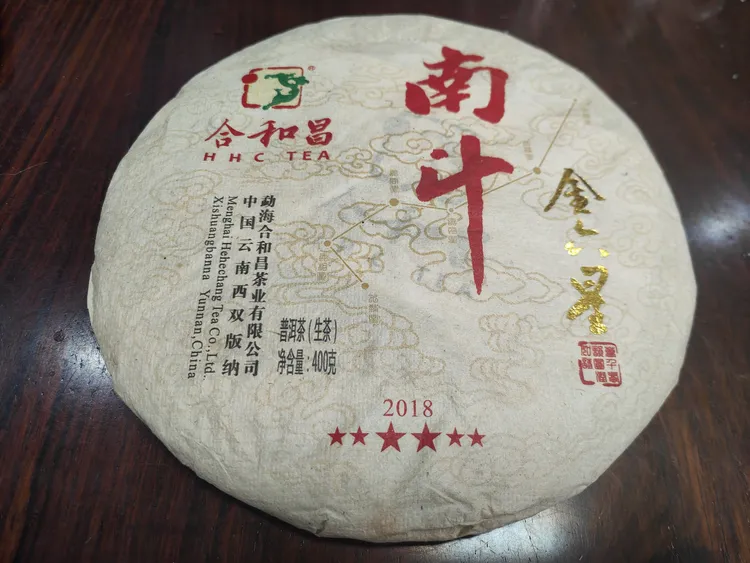 合和昌
HHC TEA
®
南斗
金六星
勐海合和昌茶业有限公司
中国云南西双版纳
Menghai Hehechang Tea Co., Ltd.
Xishuangbanna Yunnan, China
普洱茶(生茶)
净含量:400克
2018